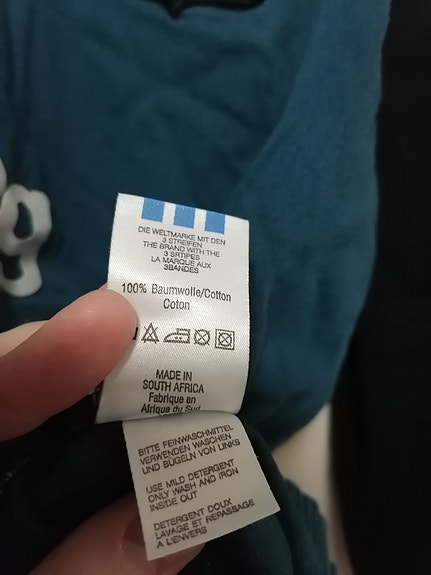 DIE WELTMARKE MIT DEN
3 STREIFEN
THE BRAND WITH THE
3 SRTIPES
LA MARQUE AUX
3BANDES
100% Baumwolle/Cotton
Coton
MADE IN
SOUTH AFRICA
Fabrique en
Afrique du Sud
BITTE FEINWASCHMITTEL
VERWENDEN WASCHEN
UND BÜGELN VON LINKS
USE MILD DETERGENT
ONLY WASH AND IRON
INSIDE OUT
DETERGENT DOUX
LAVAGE ET REPASSAGE
A L'ENVERS